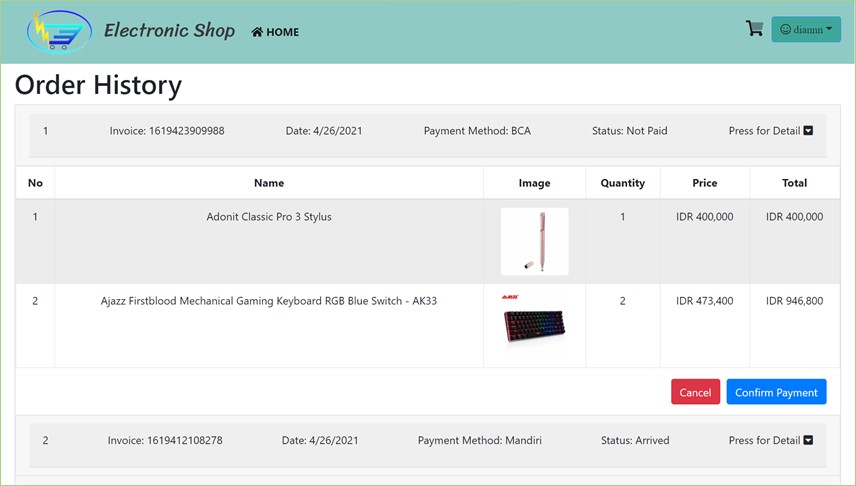 Electronic Shop HOME diannn
Order History
1 Invoice: 1619423909988 Date: 4/26/2021 Payment Method: BCA Status: Not Paid Press for Detail
No Name Image Quantity Price Total
1 Adonit Classic Pro 3 Stylus 1 IDR 400,000 IDR 400,000
2 Ajazz Firstblood Mechanical Gaming Keyboard RGB Blue Switch - AK33 2 IDR 473,400 IDR 946,800
Cancel Confirm Payment
2 Invoice: 1619412108278 Date: 4/26/2021 Payment Method: Mandiri Status: Arrived Press for Detail